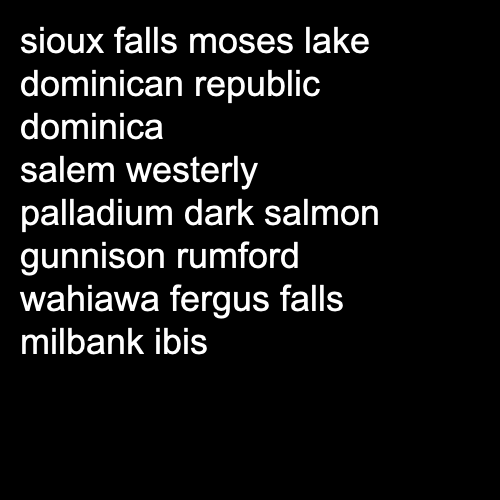 sioux falls moses lake
dominican republic
dominica
salem westerly
palladium dark salmon
gunnison rumford
wahiawa fergus falls
milbank ibis